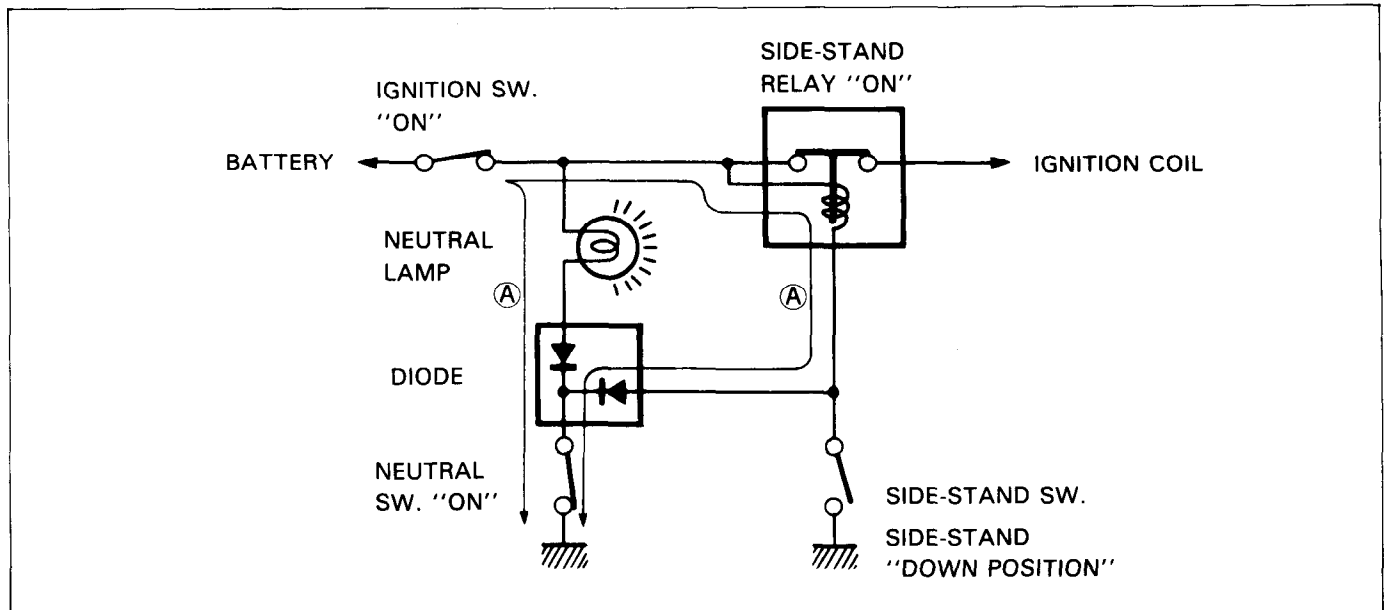 SIDE-STAND
RELAY "ON"
IGNITION SW.
"ON"
BATTERY
IGNITION COIL
NEUTRAL
LAMP
A
A
DIODE
NEUTRAL
SW. "ON"
SIDE-STAND SW.
SIDE-STAND
"DOWN POSITION"